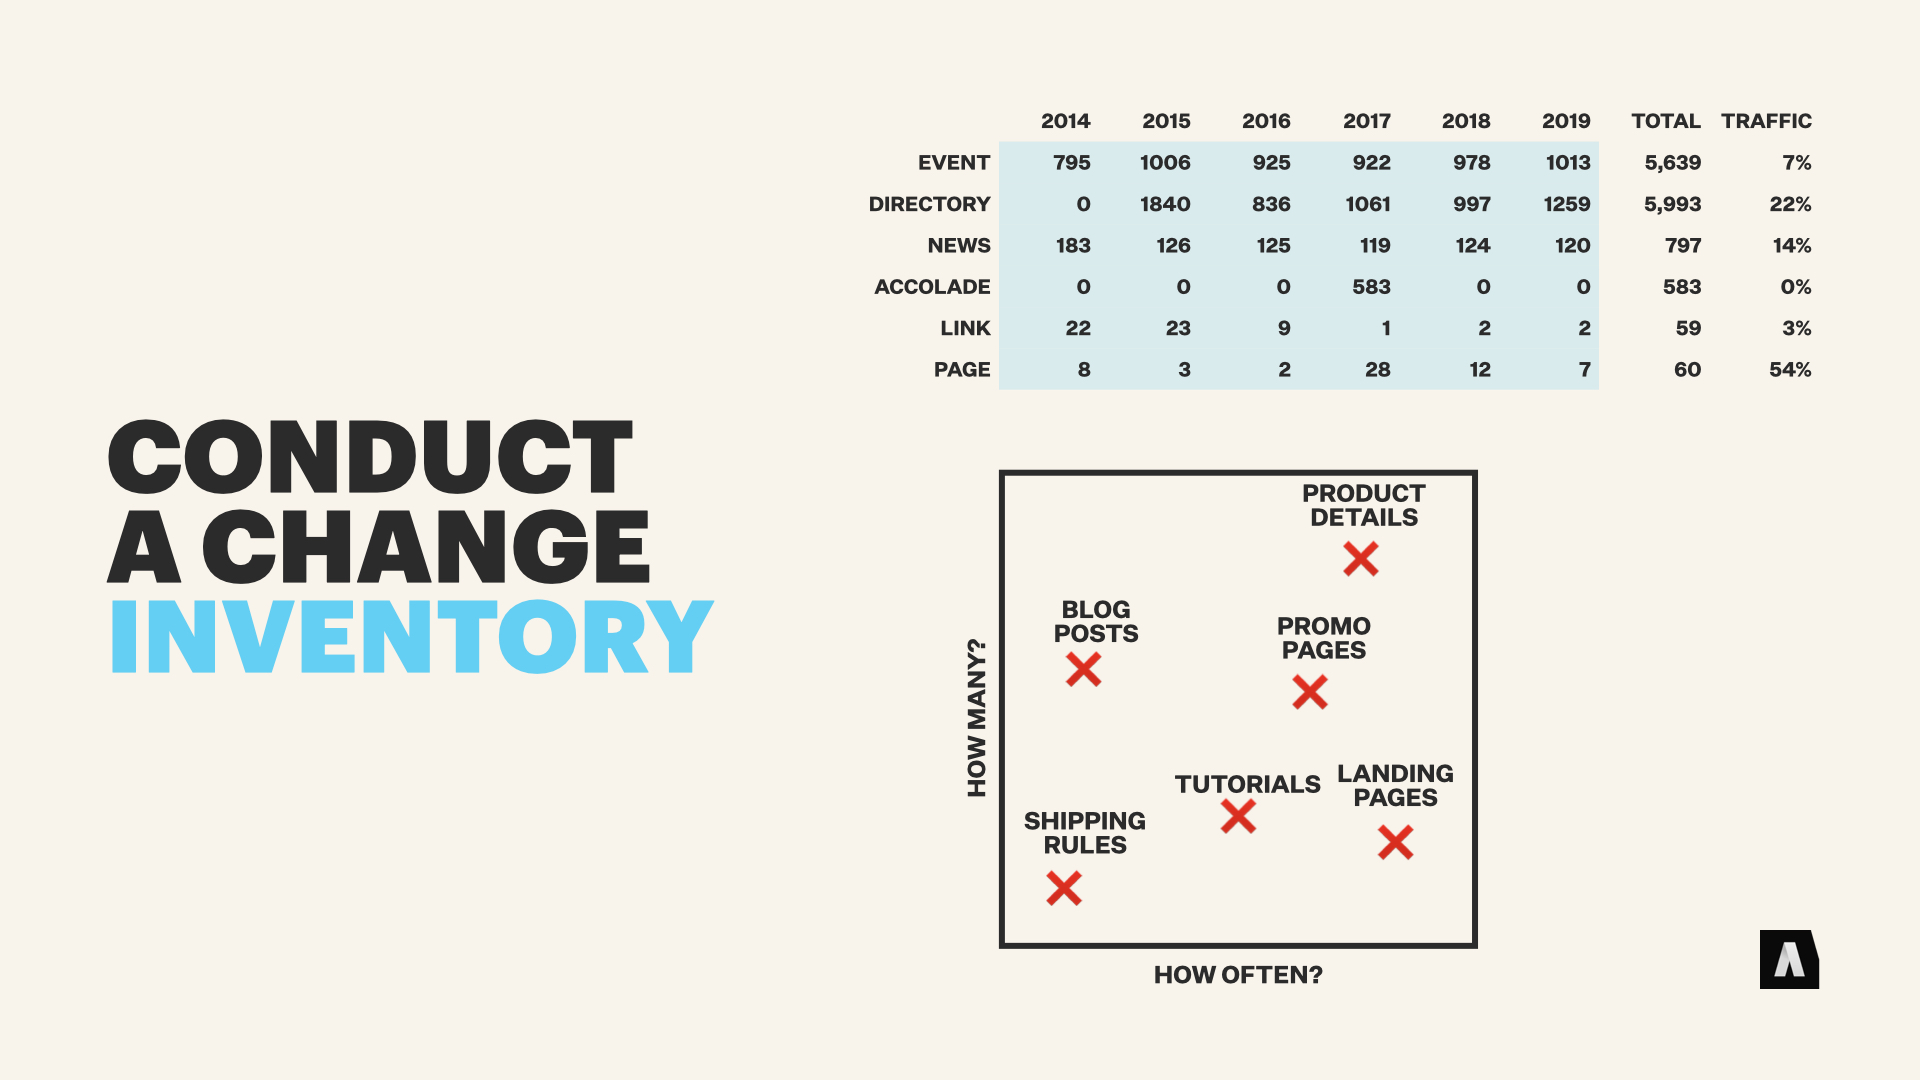 CONDUCT
A CHANGE
INVENTORY
2014 2015 2016 2017 2018 2019 TOTAL TRAFFIC
EVENT 795 1006 925 922 978 1013 5,639 7%
DIRECTORY 0 1840 836 1061 997 1259 5,993 22%
NEWS 183 126 125 119 124 120 797 14%
ACCOLADE 0 0 0 583 0 0 583 0%
LINK 22 23 9 1 2 2 59 3%
PAGE 8 3 2 28 12 7 60 54%
HOW MANY?
PRODUCT
DETAILS
BLOG
POSTS
PROMO
PAGES
TUTORIALS
LANDING
PAGES
SHIPPING
RULES
HOW OFTEN?